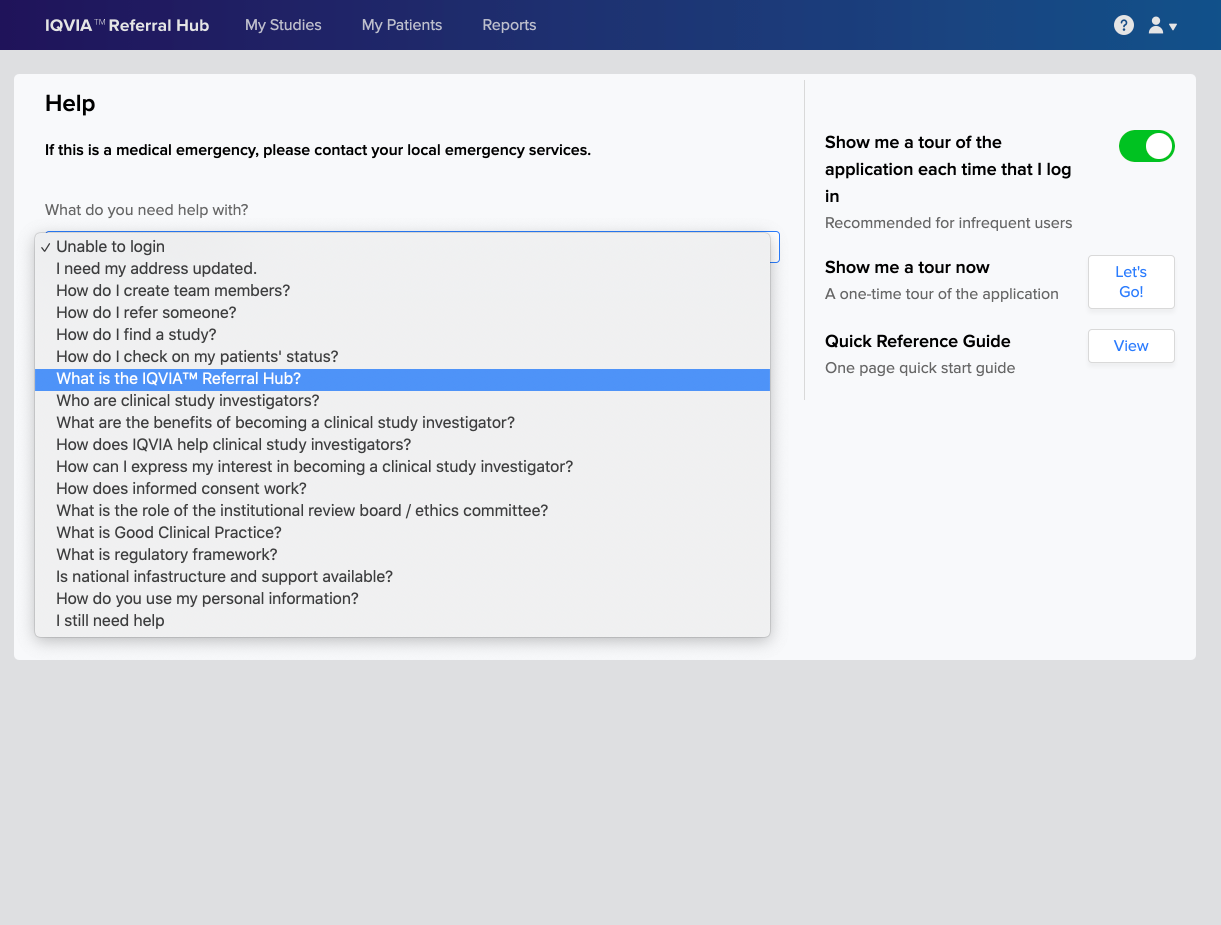 IQVIA™ Referral Hub My Studies My Patients Reports ?
Help
If this is a medical emergency, please contact your local emergency services.
What do you need help with?
✓ Unable to login
I need my address updated.
How do I create team members?
How do I refer someone?
How do I find a study?
How do I check on my patients' status?
What is the IQVIA™ Referral Hub?
Who are clinical study investigators?
What are the benefits of becoming a clinical study investigator?
How does IQVIA help clinical study investigators?
How can I express my interest in becoming a clinical study investigator?
How does informed consent work?
What is the role of the institutional review board / ethics committee?
What is Good Clinical Practice?
What is regulatory framework?
Is national infastructure and support available?
How do you use my personal information?
I still need help
Show me a tour of the
application each time that I log
in
Recommended for infrequent users
Show me a tour now
A one-time tour of the application
Let's
Go!
Quick Reference Guide
One page quick start guide
View